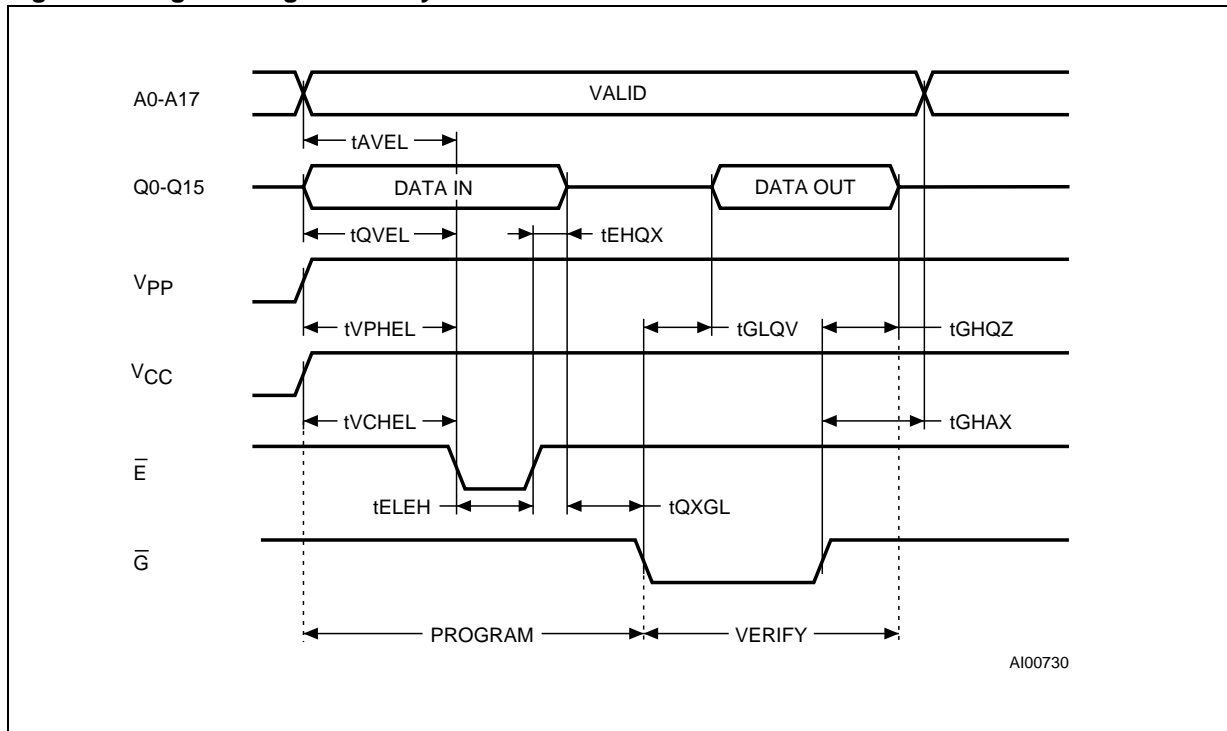 A0-A17
VALID
tAVEL
Q0-Q15
DATA IN
DATA OUT
tQVEL
tEHQX
VPP
tVPHEL
tGLQV
tGHQZ
VCC
tVCHEL
tGHAX
E̅
tELEH
tQXGL
G̅
PROGRAM
VERIFY
AI00730